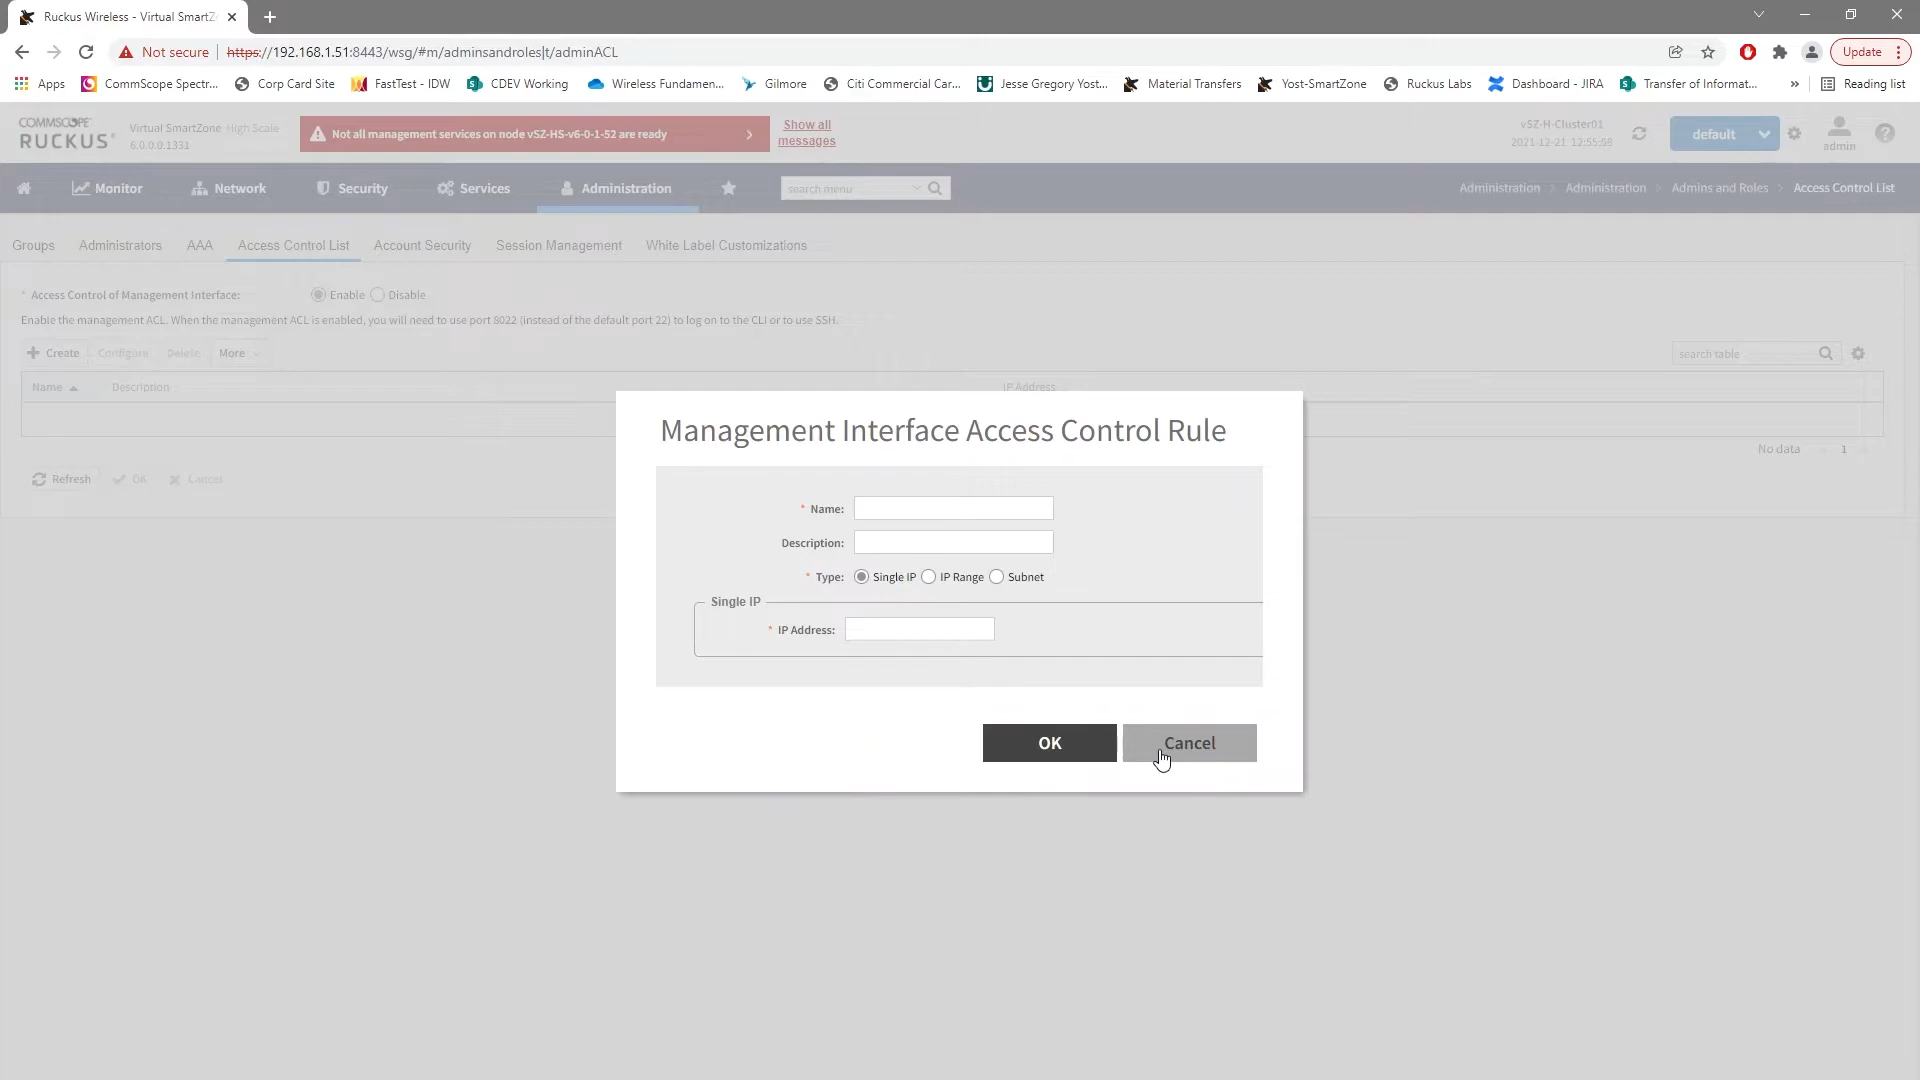 Ruckus Wireless - Virtual SmartZ
Not secure https://192.168.1.51:8443/wsg/#m/adminsandroles|t/adminACL Update
Apps CommScope Spectr... Corp Card Site FastTest - IDW CDEV Working Wireless Fundamen... Gilmore Citi Commercial Car... Jesse Gregory Yost... Material Transfers Yost-SmartZone Ruckus Labs Dashboard - JIRA Transfer of Informat... » Reading list
COMMSCOPE
RUCKUS
Virtual SmartZone High Scale
6.0.0.0.1331
Not all management services on node vSZ-HS-v6-0-1-52 are ready
Show all
messages
vSZ-H-Cluster01
2021-12-21 12:55:58
default
admin
Monitor Network Security Services Administration search menu Administration > Administration > Admins and Roles > Access Control List
Groups Administrators AAA Access Control List Account Security Session Management White Label Customizations
* Access Control of Management Interface: Enable Disable
Enable the management ACL. When the management ACL is enabled, you will need to use port 8022 (instead of the default port 22) to log on to the CLI or to use SSH.
Create Configure Delete More search table
Name Description IP Address
No data 1
Refresh OK Cancel
Management Interface Access Control Rule
* Name:
Description:
* Type: Single IP IP Range Subnet
Single IP
* IP Address:
OK Cancel